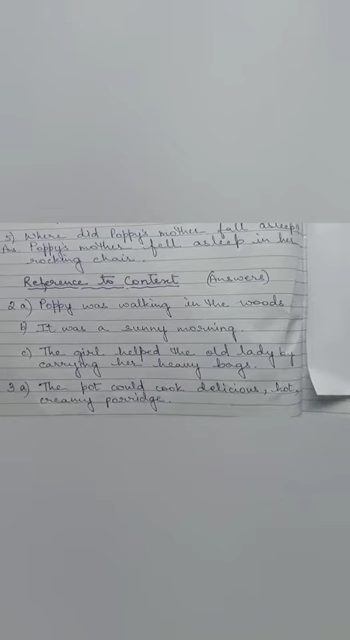 5) Where did Poppy's mother fall asleep?
Ans. Poppy's mother fell asleep in her
rocking chair.
Reference to Context (Answers)
2 a) Poppy was walking in the woods
b) It was a sunny morning.
c) The girl helped the old lady by
carrying her heavy bags.
3 a) The pot could cook delicious, hot,
creamy porridge.